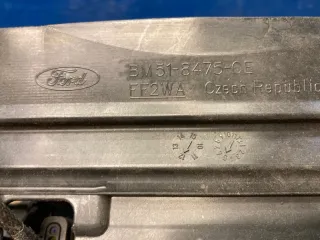 Ford
BM51-8475-CE
FF2WA Czech Republic